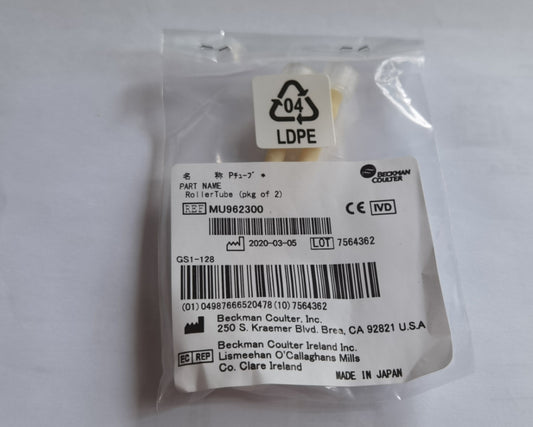 04
LDPE
名 称 Pチューブ *
PART NAME
RollerTube (pkg of 2)
BECKMAN
COULTER
REF MU962300
CE IVD
2020-03-05 LOT 7564362
GS1-128
(01)04987666520478(10)7564362
Beckman Coulter, Inc.
250 S. Kraemer Blvd. Brea, CA 92821 U.S.A
EC REP
Beckman Coulter Ireland Inc.
Lismeehan O'Callaghans Mills
Co. Clare Ireland
MADE IN JAPAN